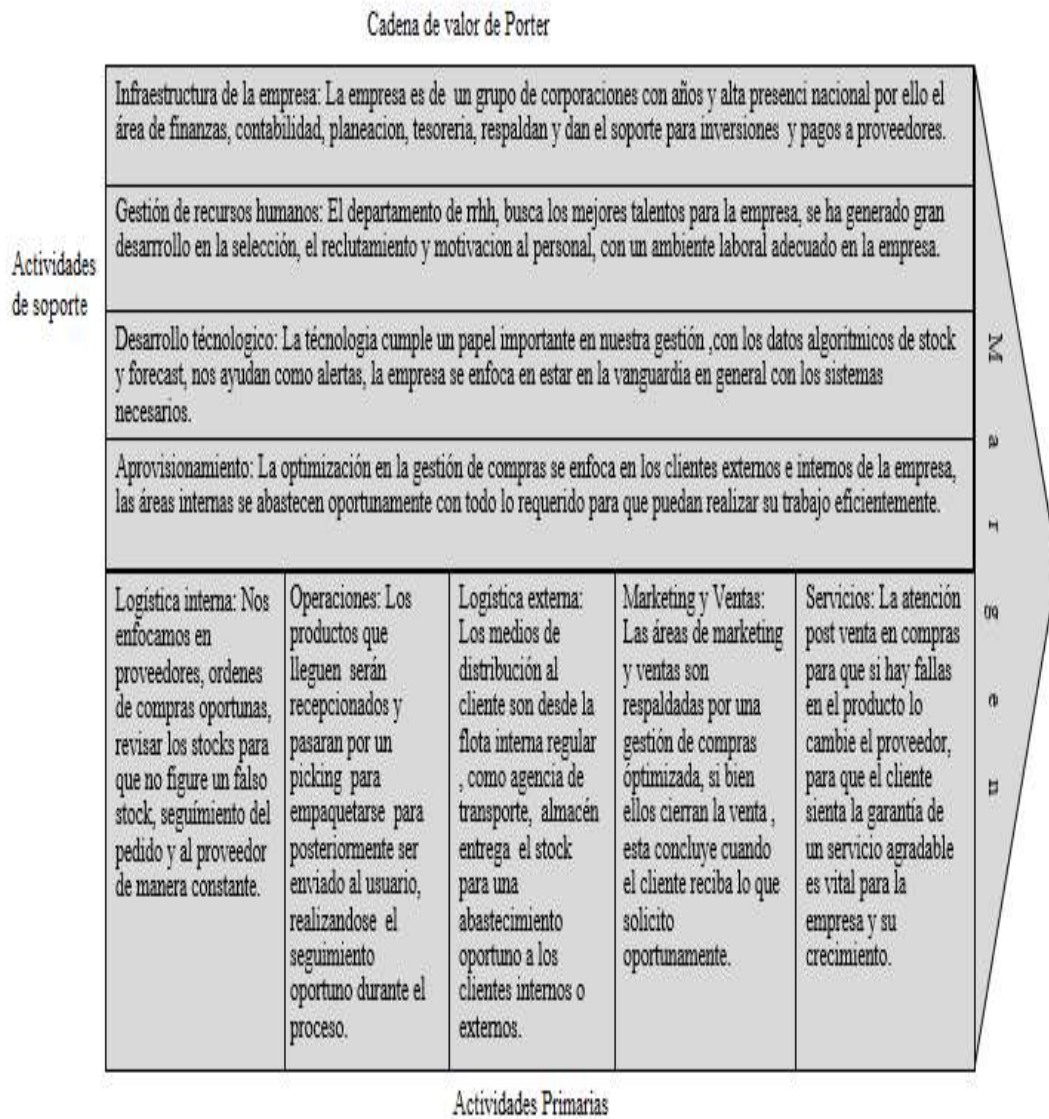 Cadena de valor de Porter
Infraestructura de la empresa: La empresa es de un grupo de corporaciones con años y alta presenci nacional por ello el
área de finanzas, contabilidad, planeacion, tesoreria, respaldan y dan el soporte para inversiones y pagos a proveedores.
Gestión de recursos humanos: El departamento de rrhh, busca los mejores talentos para la empresa, se ha generado gran
desarrrollo en la selección, el reclutamiento y motivacion al personal, con un ambiente laboral adecuado en la empresa.
Actividades
de soporte
Desarrollo técnologico: La técnologia cumple un papel importante en nuestra gestión ,con los datos algoritmicos de stock
y forecast, nos ayudan como alertas, la empresa se enfoca en estar en la vanguardia en general con los sistemas
necesarios.
Aprovisionamiento: La optimización en la gestión de compras se enfoca en los clientes externos e internos de la empresa,
las áreas internas se abastecen oportunamente con todo lo requerido para que puedan realizar su trabajo eficientemente.
Logística interna: Nos
enfocamos en
proveedores, ordenes
de compras oportunas,
revisar los stocks para
que no figure un falso
stock, seguímiento del
pedido y al proveedor
de manera constante.
Operaciones: Los
productos que
lleguen serán
recepcionados y
pasaran por un
picking para
empaquetarse para
posteriormente ser
enviado al usuario,
realizandose el
seguimiento
oportuno durante el
proceso.
Logística externa:
Los medios de
distribución al
cliente son desde la
flota interna regular
, como agencia de
transporte, almacén
entrega el stock
para una
abastecimiento
oportuno a los
clientes internos o
externos.
Marketing y Ventas:
Las áreas de marketing
y ventas son
respaldadas por una
gestión de compras
optimizada, si bien
ellos cierran la venta ,
esta concluye cuando
el cliente reciba lo que
solicito
oportunamente.
Servicios: La atención
post venta en compras
para que si hay fallas
en el producto lo
cambie el proveedor,
para que el cliente
sienta la garantía de
un servicio agradable
es vital para la
empresa y su
crecimiento.
Margen
Actividades Primarias